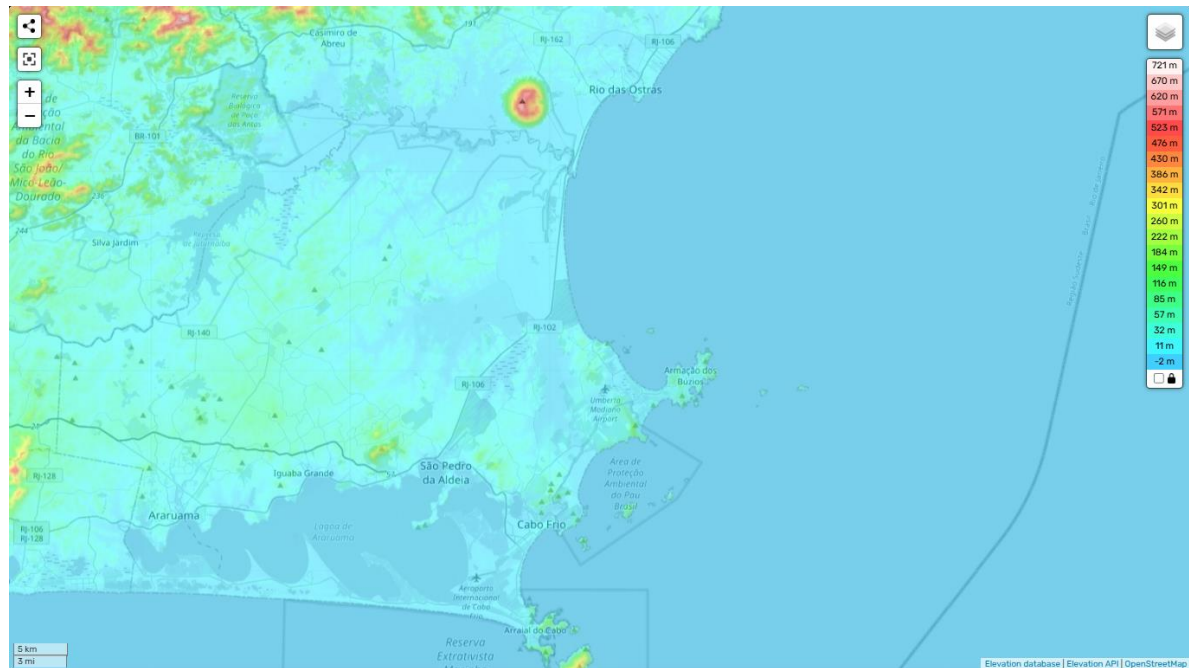 193
RJ-162
RJ-106
Casimiro de
Abreu
Rio das Ostras
Reserva
Biológica
de Poço
das Antas
BR-101
da Bacia
do Rio
São João/
Mico-Leão-
Dourado
244
Silva Jardim
RJ-140
RJ-102
RJ-106
Armação dos
Búzios
Umberto
Modiano
Airport
Área de
Proteção
Ambiental
do Pau
Brasil
São Pedro
da Aldeia
Iguaba Grande
RJ-128
Araruama
Lagoa de
Araruama
Cabo Frio
RJ-106
RJ-128
Aeroporto
Internacional
de Cabo
Frio
Arraial do Cabo
Reserva
Extrativista
+
−
721 m
670 m
620 m
571 m
523 m
476 m
430 m
386 m
342 m
301 m
260 m
222 m
184 m
149 m
116 m
85 m
57 m
32 m
11 m
-2 m
5 km
3 mi
Elevation database | Elevation API | OpenStreetMap